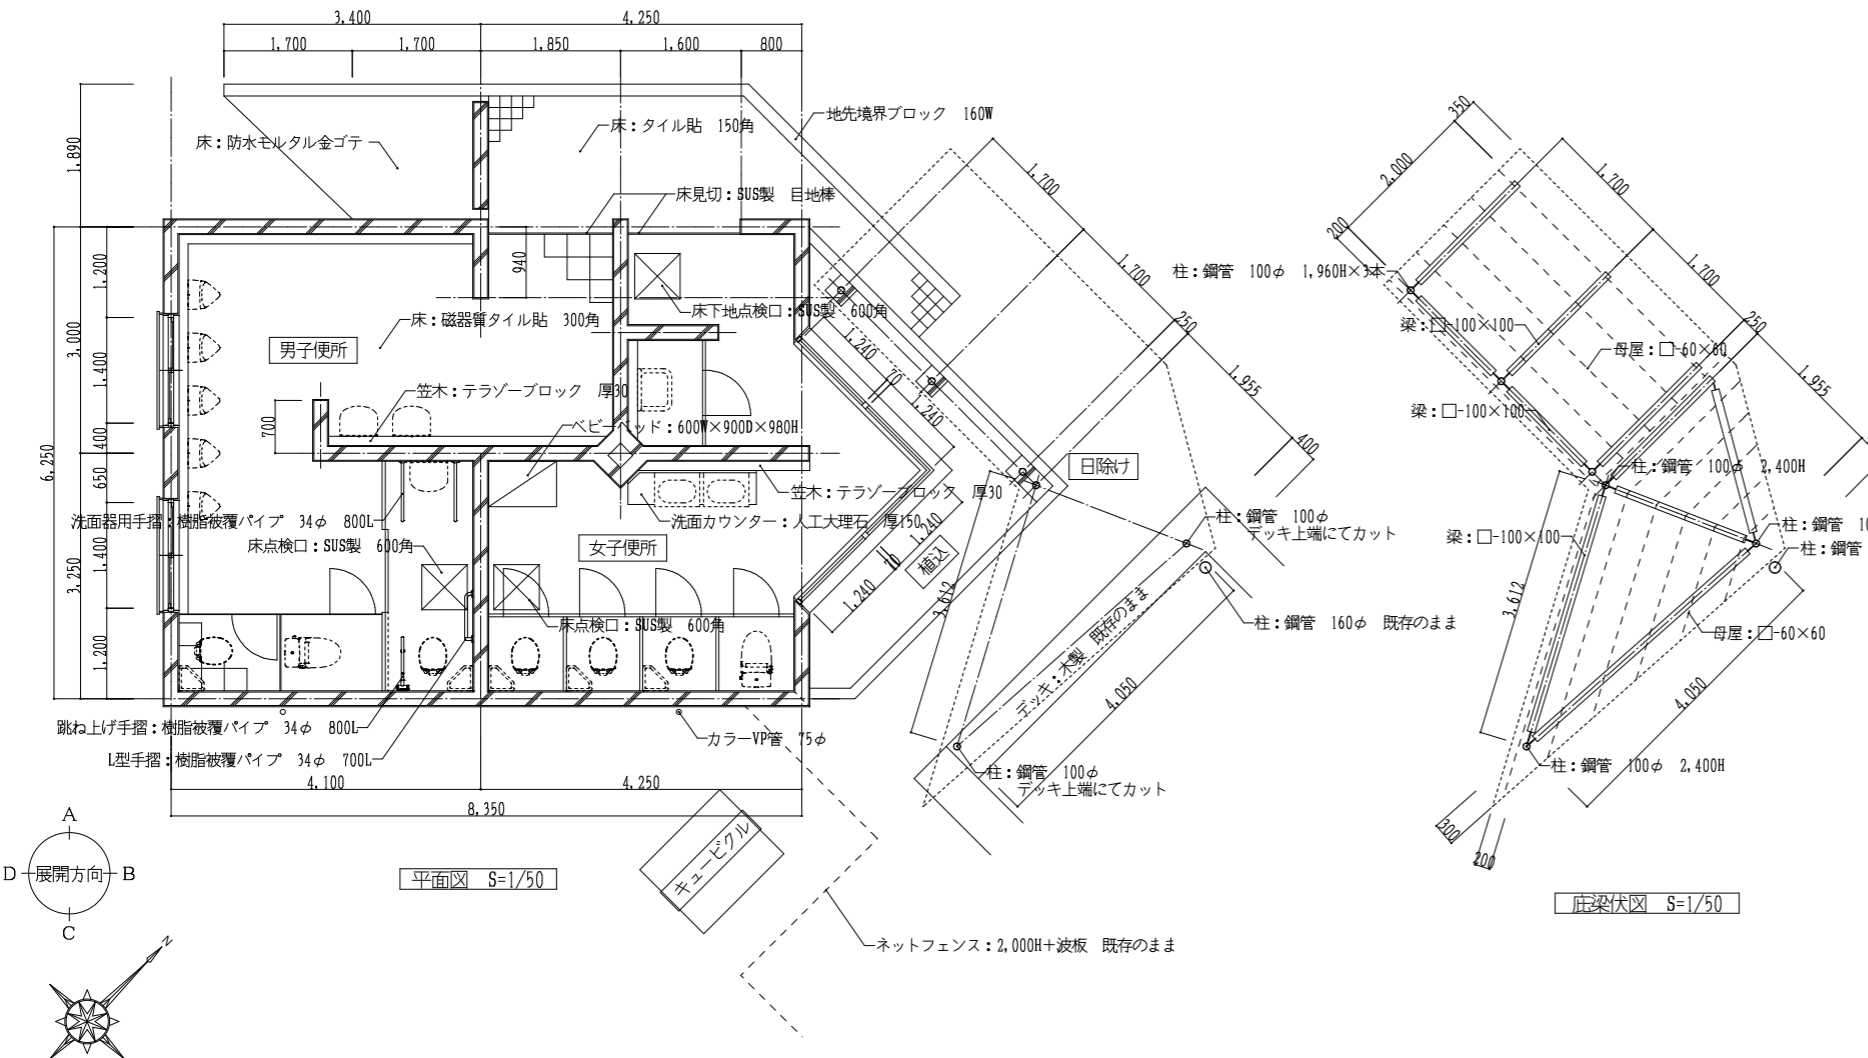 3,400
4,250
1,700
1,700
1,850
1,600
800
1,890
床：防水モルタル金ゴテ
床：タイル貼　150角
地先境界ブロック　160W
床見切：SUS製　目地棒
6,250
1,200
3,000
1,400
400
650
1,400
3,250
1,200
940
700
床下地点検口：SUS製　600角
床：磁器質タイル貼　300角
男子便所
笠木：テラゾーブロック　厚30
ベビーベッド：600W×900D×980H
笠木：テラゾーブロック　厚30
洗面器用手摺：樹脂被覆パイプ　34φ　800L
洗面カウンター：人工大理石　厚150
床点検口：SUS製　600角
女子便所
床点検口：SUS製　600角
跳ね上げ手摺：樹脂被覆パイプ　34φ　800L
L型手摺：樹脂被覆パイプ　34φ　700L
カラーVP管　75φ
4,100
4,250
8,350
1,700
1,700
250
1,955
400
1,240
70
1,240
1,240
70
1,240
植込
日除け
3,612
柱：鋼管　100φ
デッキ上端にてカット
柱：鋼管　160φ　既存のまま
デッキ：木製　既存のまま
4,050
柱：鋼管　100φ
デッキ上端にてカット
キュービクル
ネットフェンス：2,000H＋波板　既存のまま
平面図　S=1/50
A
D
展開方向
B
C
N
350
2,000
200
1,700
1,700
250
1,955
柱：鋼管　100φ　1,960H×3本
梁：□-100×100
母屋：□-60×60
梁：□-100×100
柱：鋼管　100φ　2,400H
梁：□-100×100
柱：鋼管　10
柱：鋼管
3,612
母屋：□-60×60
4,050
柱：鋼管　100φ　2,400H
300
200
庇梁伏図　S=1/50